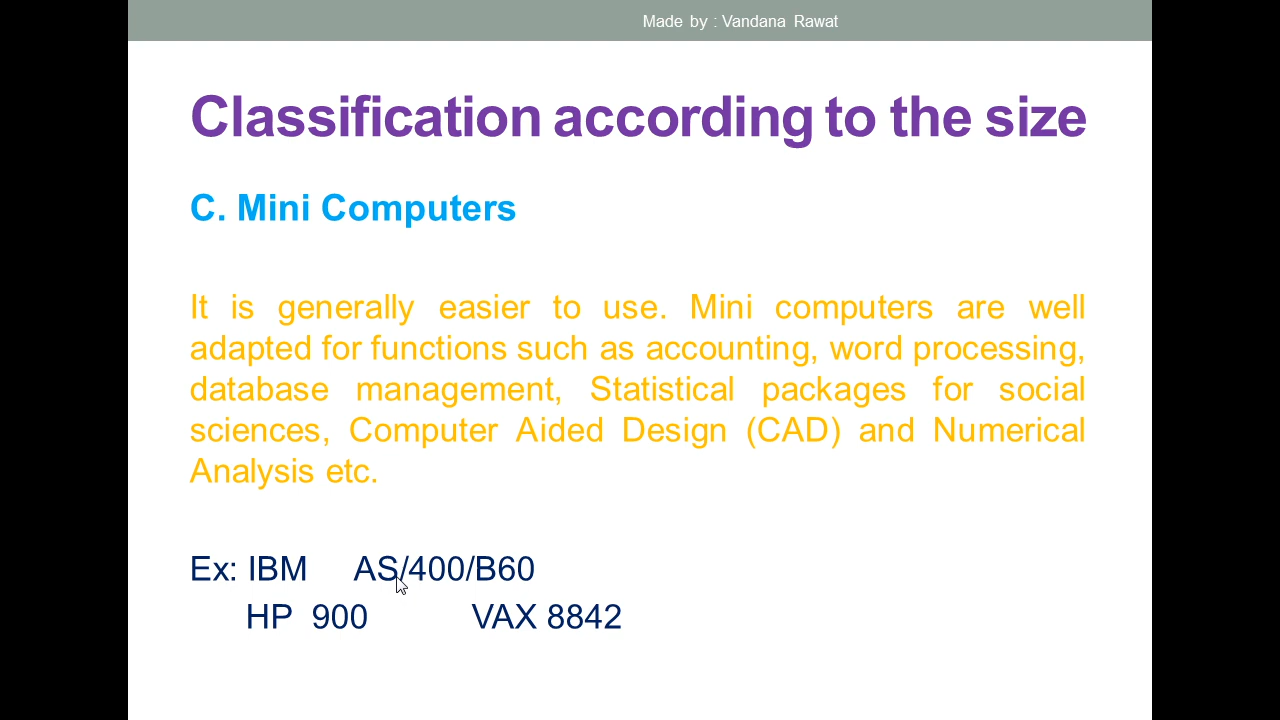 Made by : Vandana Rawat
Classification according to the size
C. Mini Computers
It is generally easier to use. Mini computers are well
adapted for functions such as accounting, word processing,
database management, Statistical packages for social
sciences, Computer Aided Design (CAD) and Numerical
Analysis etc.
Ex: IBM AS/400/B60
HP 900 VAX 8842